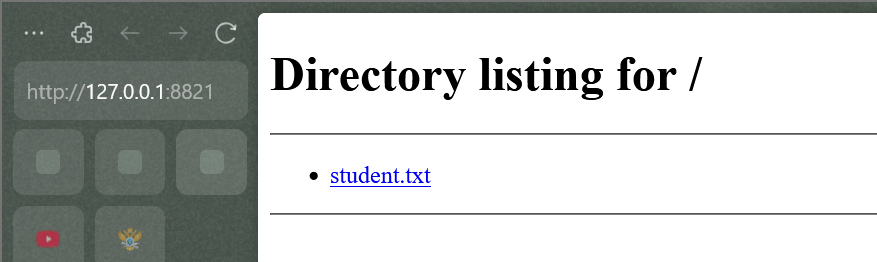 http://127.0.0.1:8821
Directory listing for /
student.txt